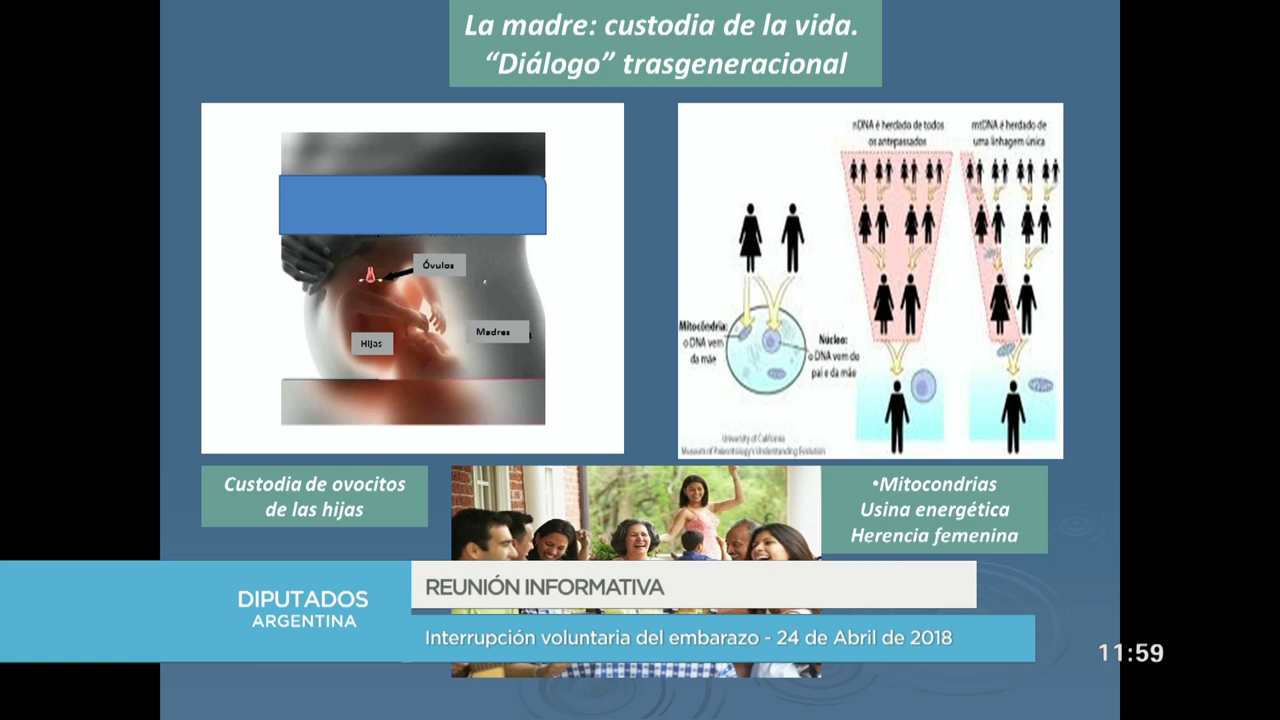 La madre: custodia de la vida.
“Diálogo” trasgeneracional
Óvulos
Hijas
Madres
nDNA é herdado de todos
os antepassados
mtDNA é herdado de
uma linhagem única
Mitocôndria:
o DNA vem
da mãe
Núcleo:
o DNA vem do
pai e da mãe
University of California
Museum of Paleontology's Understanding Evolution
Custodia de ovocitos
de las hijas
•Mitocondrias
Usina energética
Herencia femenina
DIPUTADOS
ARGENTINA
REUNIÓN INFORMATIVA
Interrupción voluntaria del embarazo - 24 de Abril de 2018
11:59